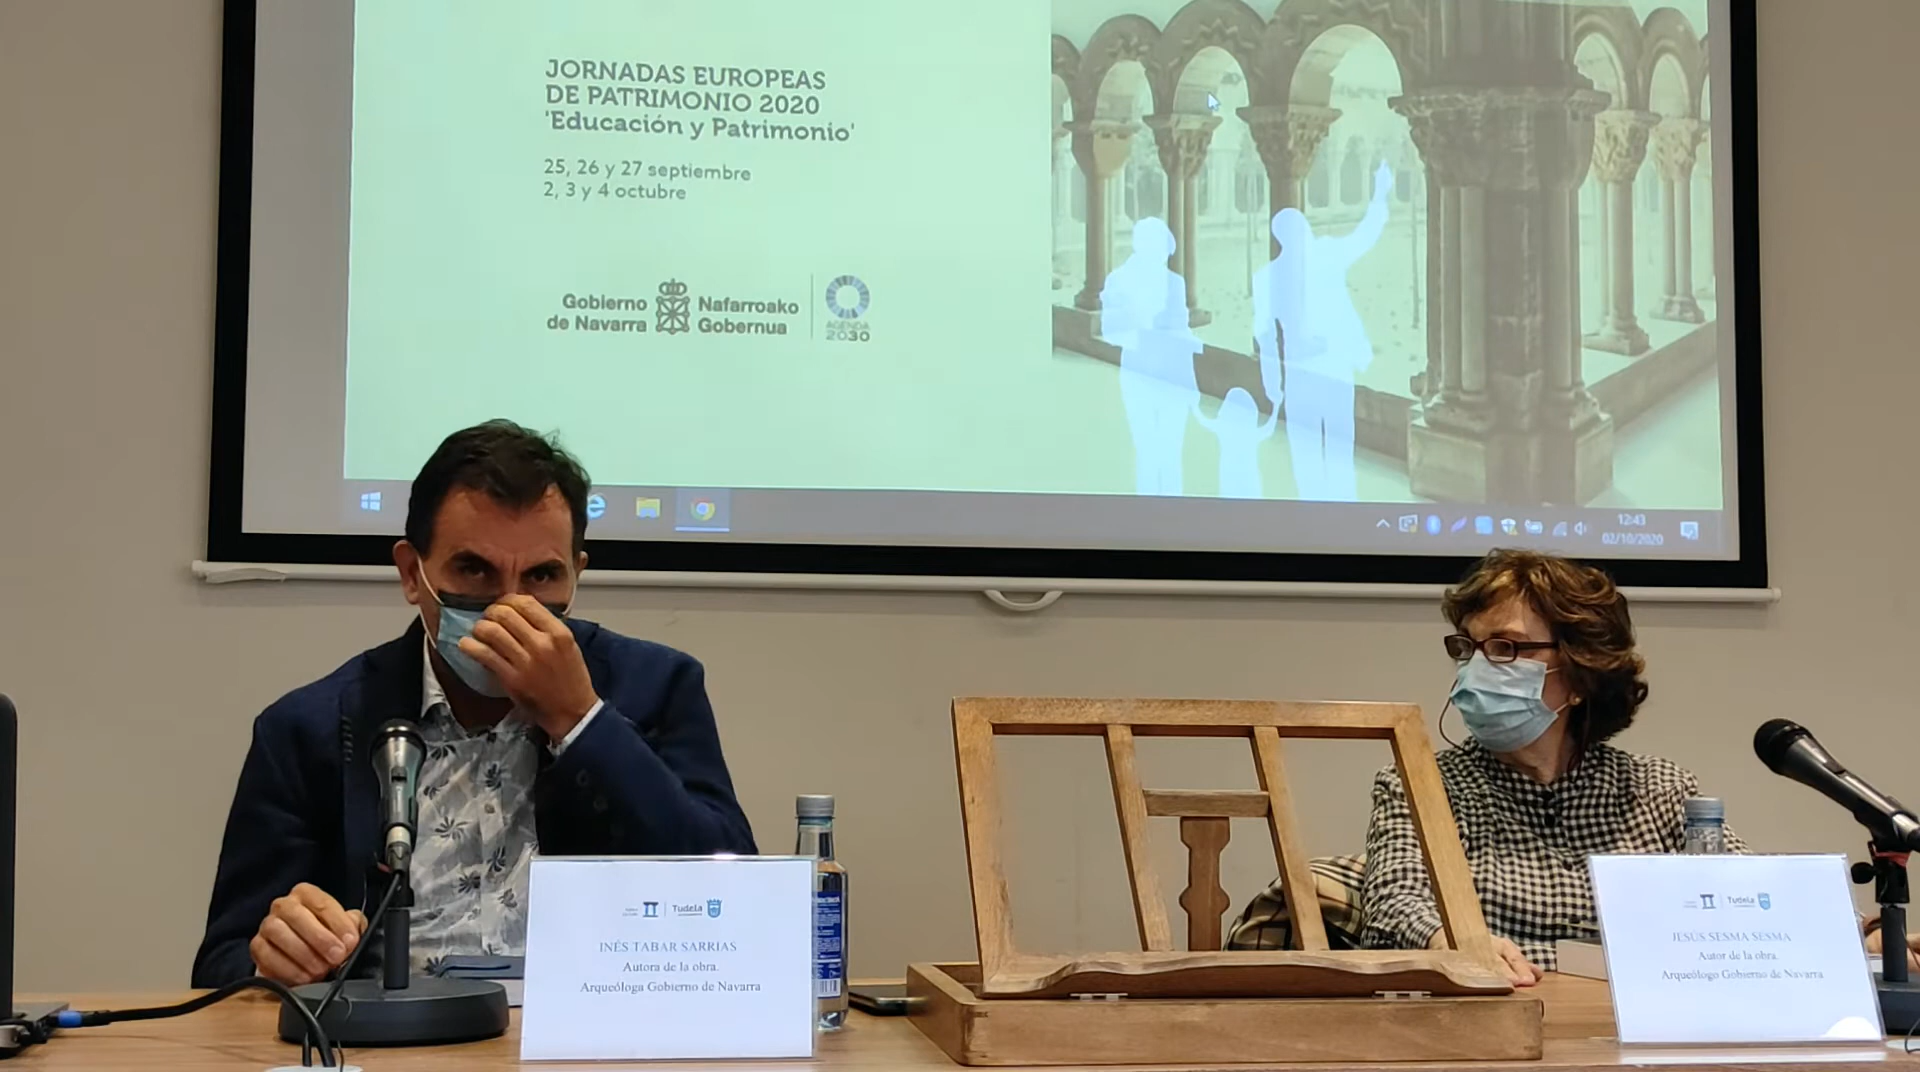 JORNADAS EUROPEAS
DE PATRIMONIO 2020
'Educación y Patrimonio'
25, 26 y 27 septiembre
2, 3 y 4 octubre
Gobierno
de Navarra
Nafarroako
Gobernua
AGENDA
2030
12:43
02/10/2020
Tudela
INÉS TABAR SARRIAS
Autora de la obra.
Arqueóloga Gobierno de Navarra
Tudela
JESÚS SESMA SESMA
Autor de la obra.
Arqueólogo Gobierno de Navarra